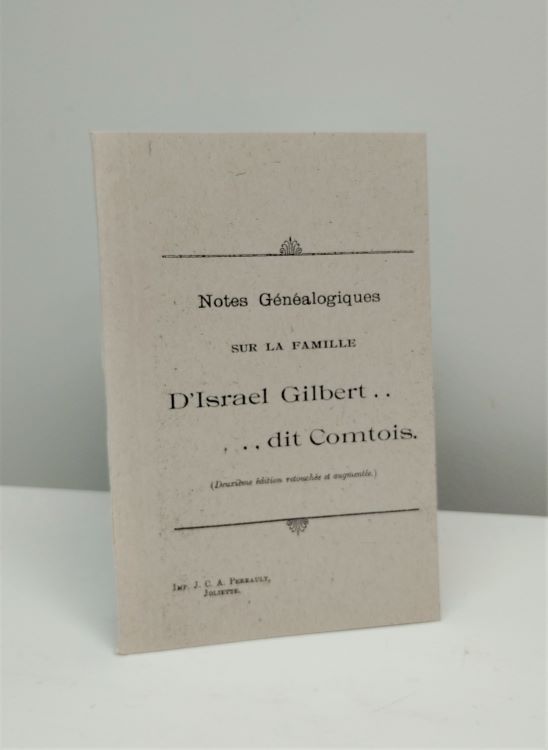 Notes Généalogiques
SUR LA FAMILLE
D'Israel Gilbert . .
. . . dit Comtois.
(Deuxième édition retouchée et augmentée.)
IMP. J. C. A. PERRAULT,
JOLIETTE.